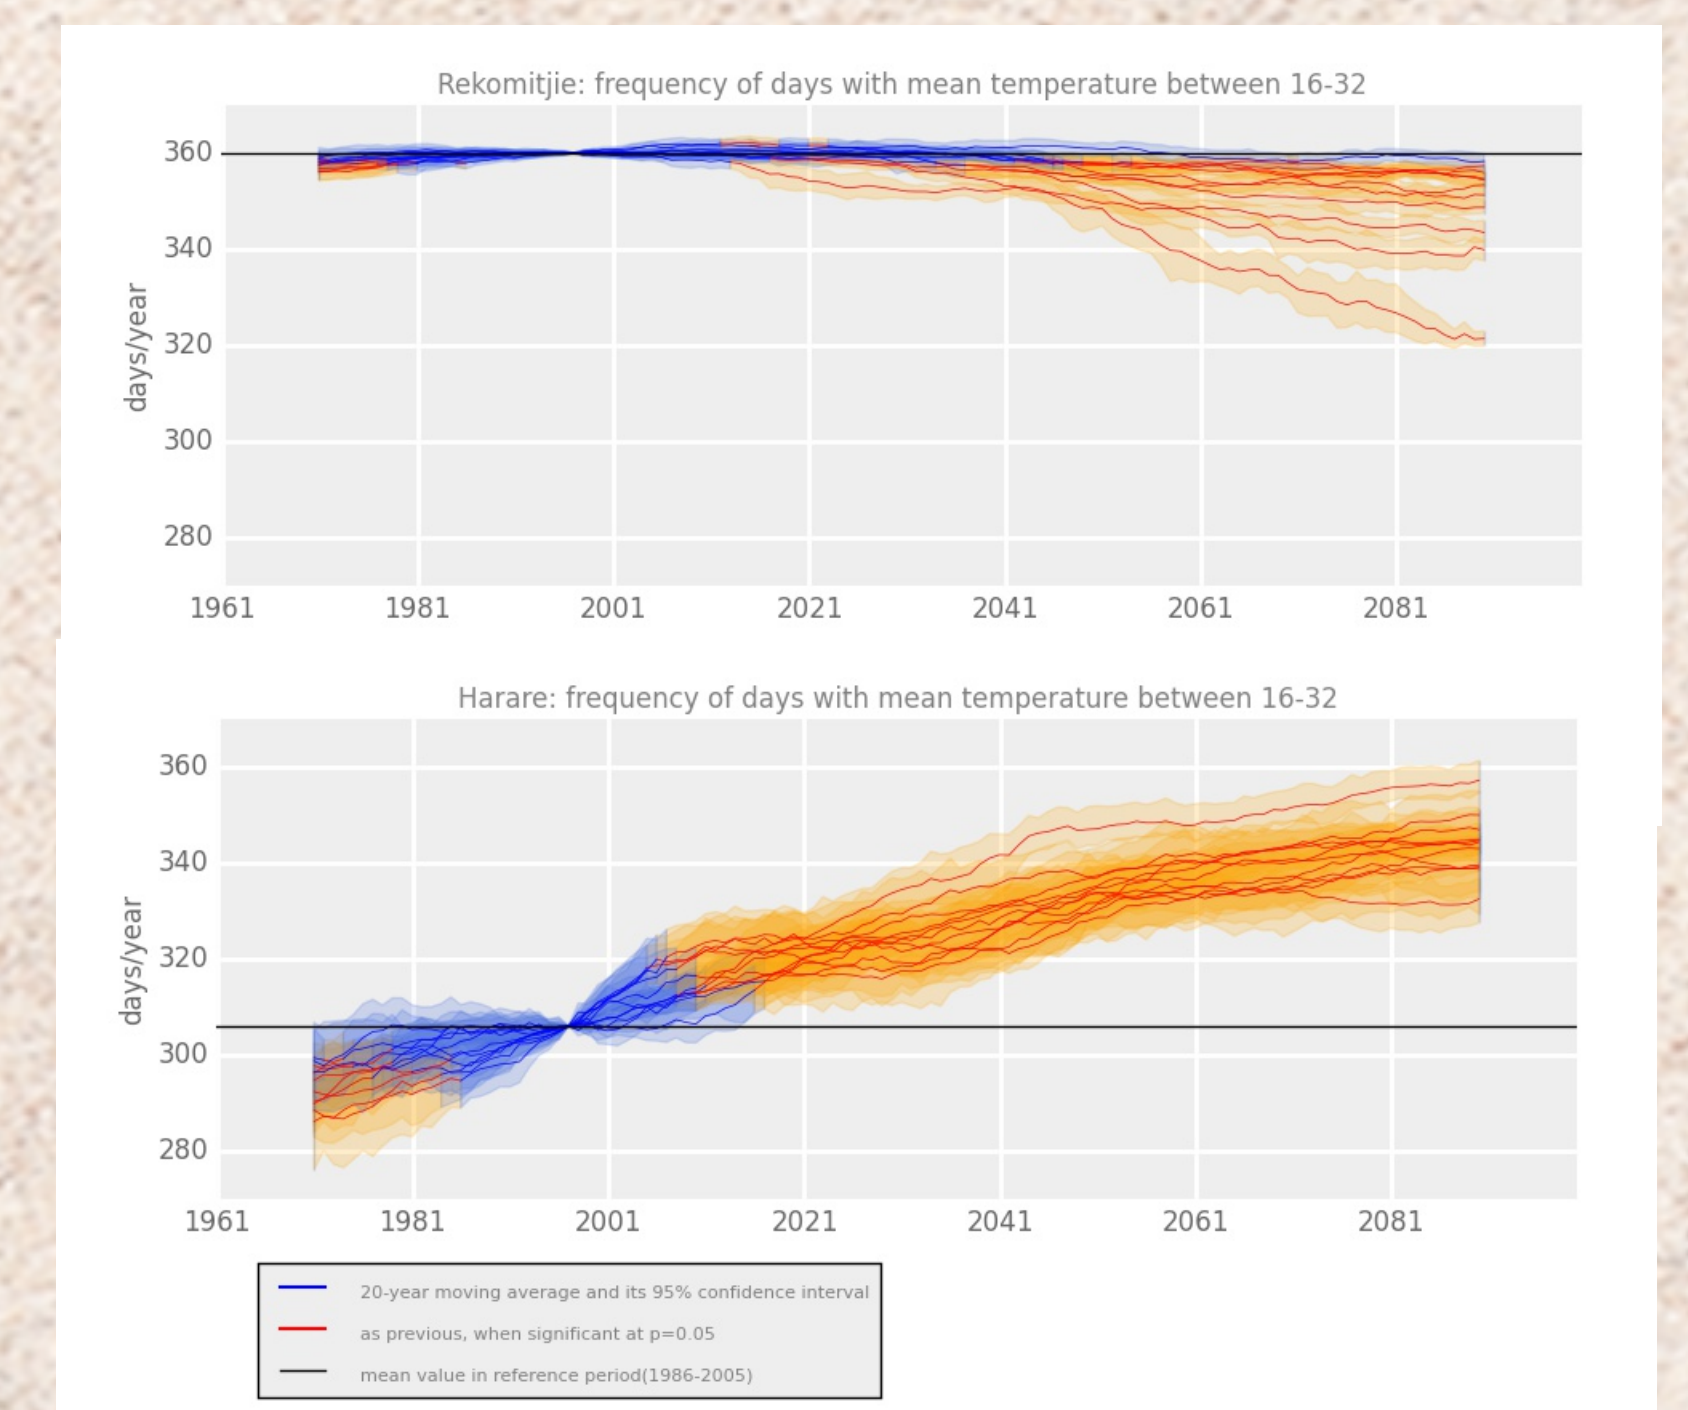 Rekomitjie: frequency of days with mean temperature between 16-32
360
340
320
300
280
days/year
1961 1981 2001 2021 2041 2061 2081
Harare: frequency of days with mean temperature between 16-32
360
340
320
300
280
days/year
1961 1981 2001 2021 2041 2061 2081
20-year moving average and its 95% confidence interval
as previous, when significant at p=0.05
mean value in reference period(1986-2005)